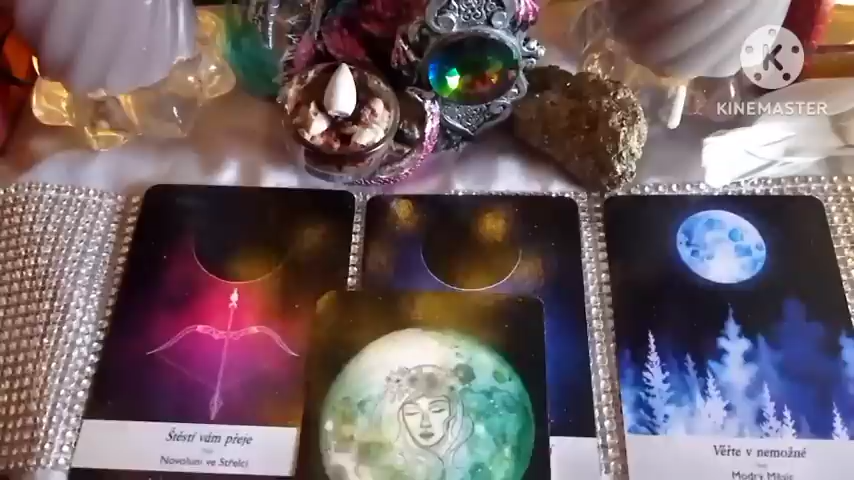 K
KINEMASTER
Štěstí vám přeje
Novoluní ve Střelci
Věřte v nemožné
Modrý Měsíc